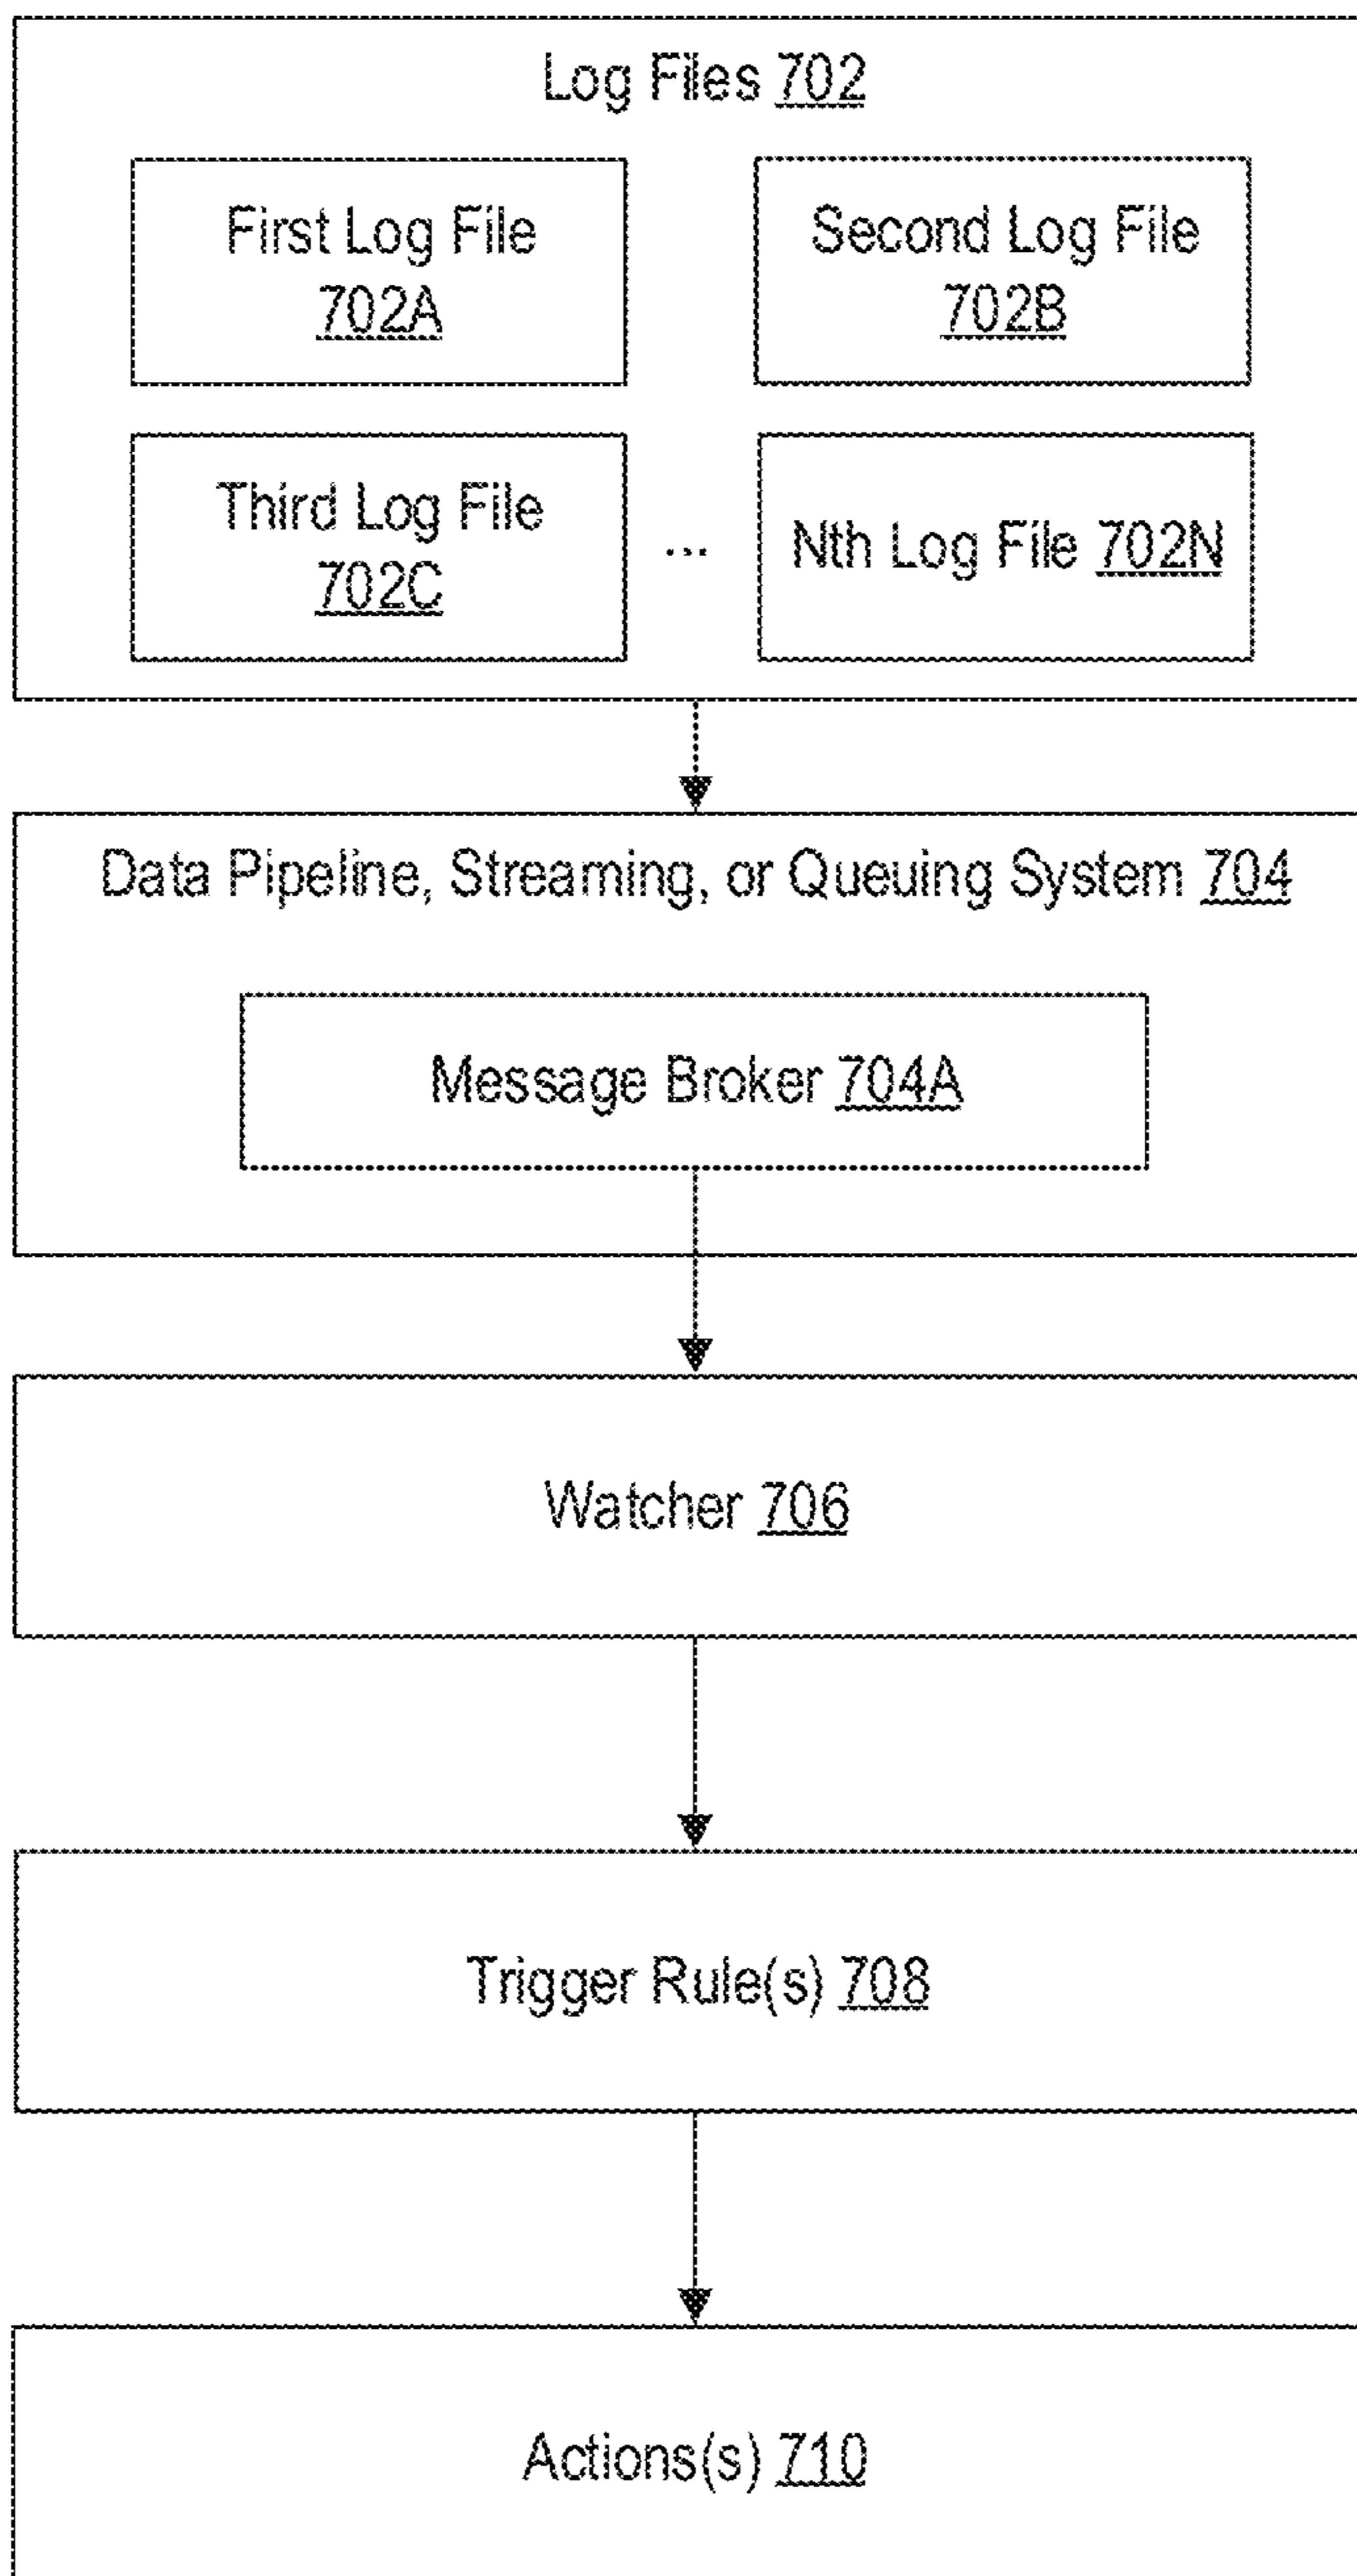 Log Files 702
First Log File
702A
Second Log File
702B
Third Log File
702C
...
Nth Log File 702N
Data Pipeline, Streaming, or Queuing System 704
Message Broker 704A
Watcher 706
Trigger Rule(s) 708
Actions(s) 710